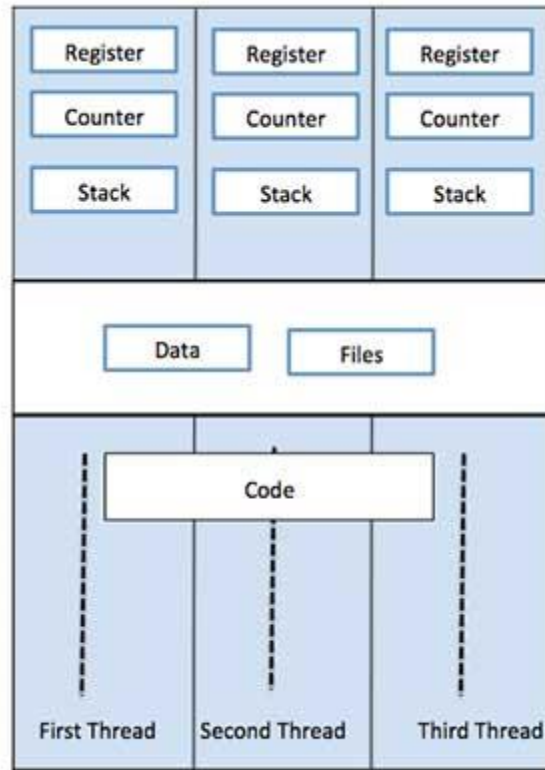 Register Register Register
Counter Counter Counter
Stack Stack Stack
Data Files
Code
First Thread Second Thread Third Thread